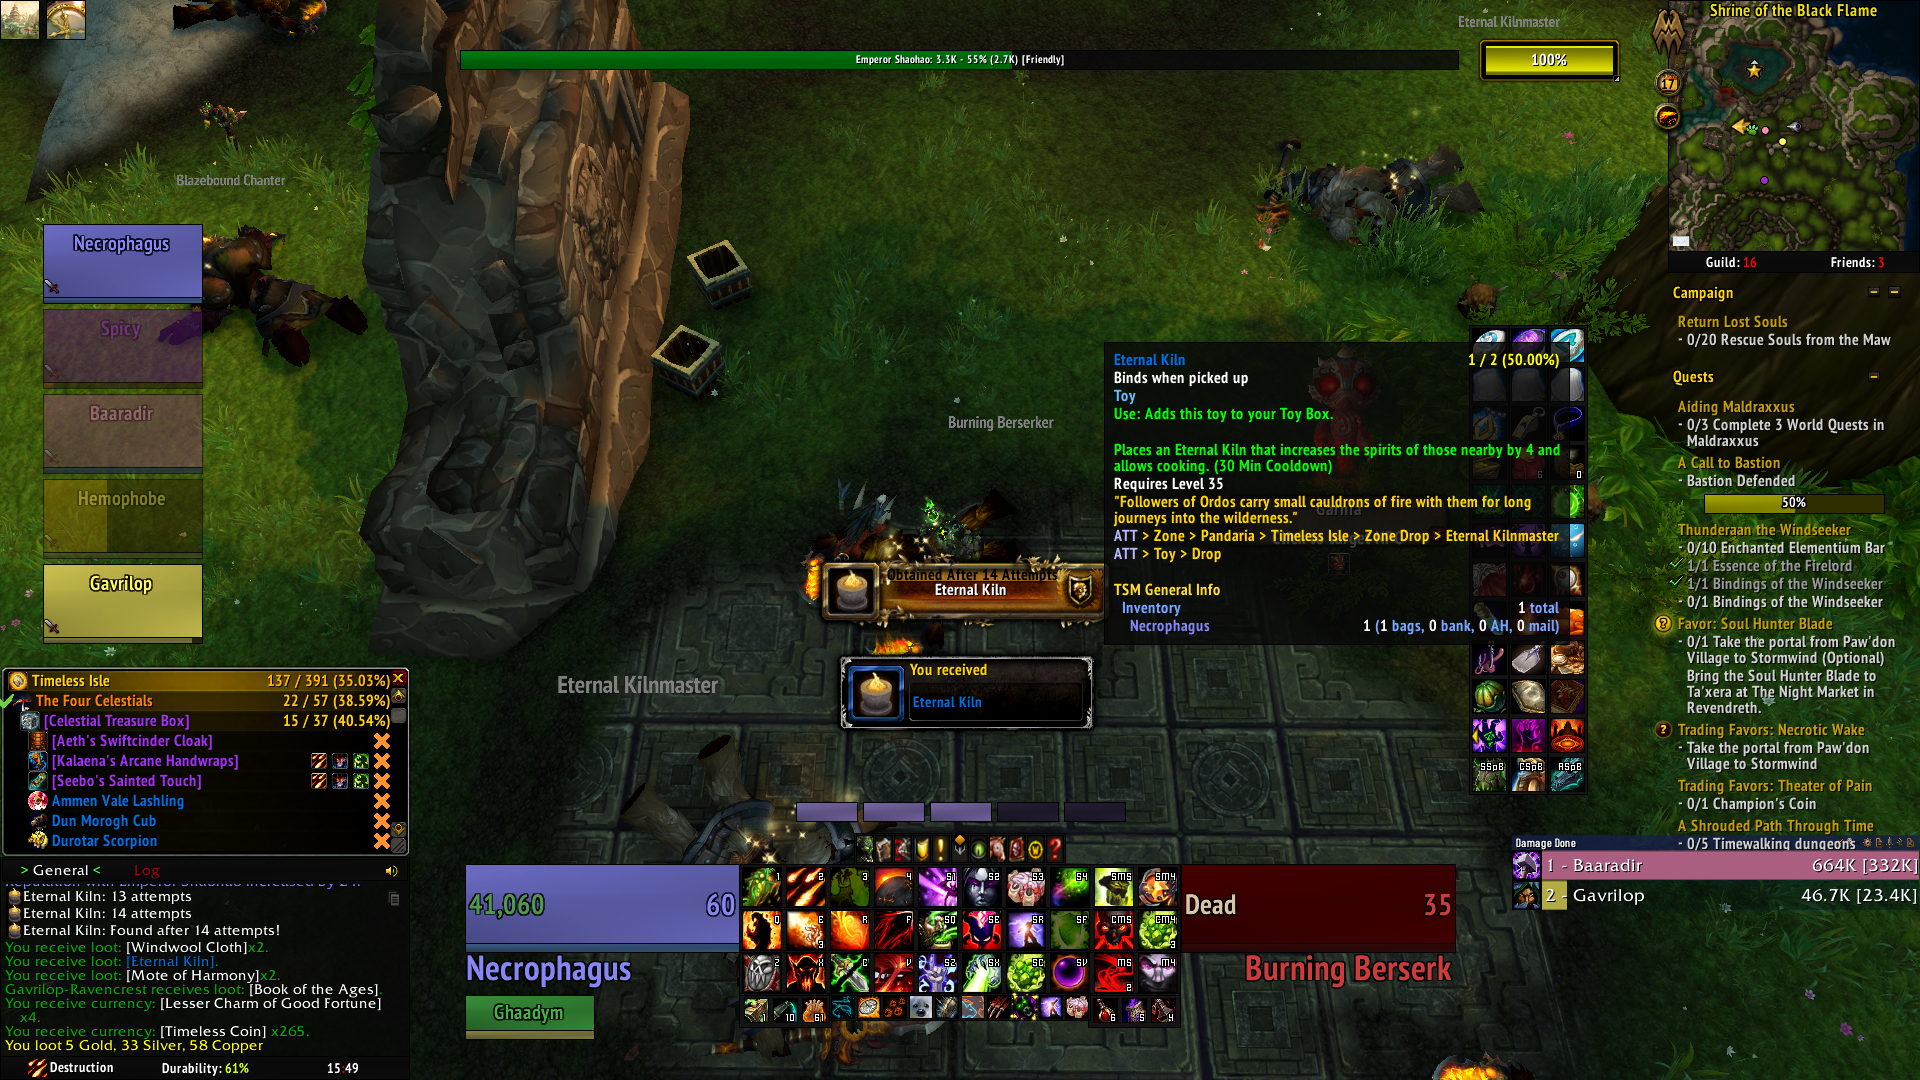 Emperor Shaohao: 3.3K - 55% (2.7K) [Friendly]
Eternal Kilnmaster
100%
Shrine of the Black Flame
17
Guild: 16
Friends: 3
Blazebound Chanter
Necrophagus
Spicy
Baaradir
Hemophobe
Gavrilop
Burning Berserker
Eternal Kilnmaster
Campaign
Return Lost Souls
- 0/20 Rescue Souls from the Maw
Quests
Aiding Maldraxxus
- 0/3 Complete 3 World Quests in
Maldraxxus
A Call to Bastion
- Bastion Defended
50%
Thunderaan the Windseeker
- 0/10 Enchanted Elementium Bar
- 1/1 Essence of the Firelord
- 1/1 Bindings of the Windseeker
- 0/1 Bindings of the Windseeker
Favor: Soul Hunter Blade
- 0/1 Take the portal from Paw'don
Village to Stormwind (Optional)
Bring the Soul Hunter Blade to
Ta'xera at The Night Market in
Revendreth.
Trading Favors: Necrotic Wake
- Take the portal from Paw'don
Village to Stormwind
Trading Favors: Theater of Pain
- 0/1 Champion's Coin
A Shrouded Path Through Time
- 0/5 Timewalking dungeons
Eternal Kiln
1 / 2 (50.00%)
Binds when picked up
Toy
Use: Adds this toy to your Toy Box.
Places an Eternal Kiln that increases the spirits of those nearby by 4 and
allows cooking. (30 Min Cooldown)
Requires Level 35
"Followers of Ordos carry small cauldrons of fire with them for long
journeys into the wilderness."
ATT > Zone > Pandaria > Timeless Isle > Zone Drop > Eternal Kilnmaster
ATT > Toy > Drop
TSM General Info
Inventory
1 total
Necrophagus
1 (1 bags, 0 bank, 0 AH, 0 mail)
Obtained After 14 Attempts
Eternal Kiln
You received
Eternal Kiln
Timeless Isle
137 / 391 (35.03%)
The Four Celestials
22 / 57 (38.59%)
[Celestial Treasure Box]
15 / 37 (40.54%)
[Aeth's Swiftcinder Cloak]
[Kalaena's Arcane Handwraps]
[Seebo's Sainted Touch]
Ammen Vale Lashling
Dun Morogh Cub
Durotar Scorpion
> General <
Log
Reputation with Emperor Shaohao increased by 24.
Eternal Kiln: 13 attempts
Eternal Kiln: 14 attempts
Eternal Kiln: Found after 14 attempts!
You receive loot: [Windwool Cloth]x2.
You receive loot: [Eternal Kiln].
You receive loot: [Mote of Harmony]x2.
Gavrilop-Ravencrest receives loot: [Book of the Ages].
You receive currency: [Lesser Charm of Good Fortune]
x4.
You receive currency: [Timeless Coin] x265.
You loot 5 Gold, 33 Silver, 58 Copper
Destruction
Durability: 61%
15:49
41,060
60
Necrophagus
Ghaadym
Dead
35
Burning Berserk
SSpB
CSpB
ASpB
Damage Done
1 - Baaradir
664K [332K]
2 - Gavrilop
46.7K [23.4K]